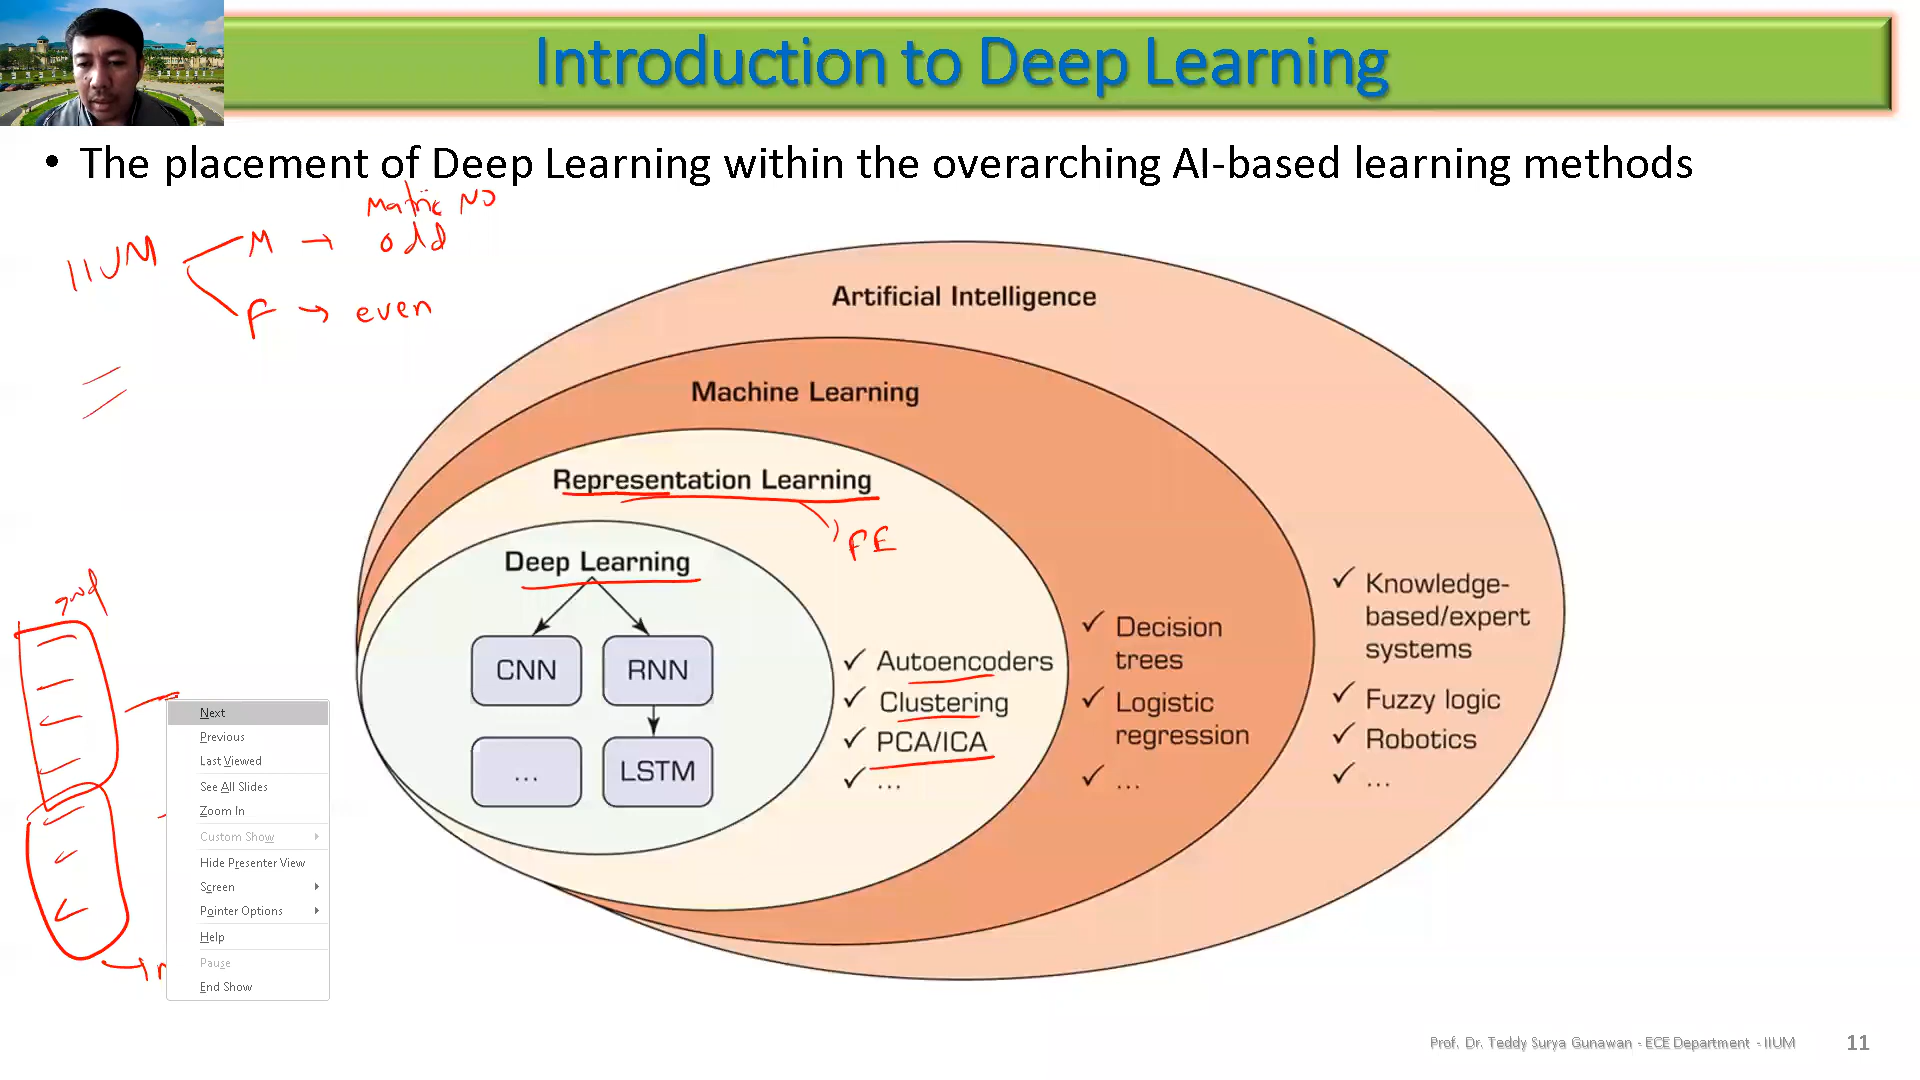 Introduction to Deep Learning
• The placement of Deep Learning within the overarching AI-based learning methods
Matric No
IIUM M → odd
F → even
Artificial Intelligence
Machine Learning
Representation Learning
FE
Deep Learning
CNN RNN
... LSTM
✓ Autoencoders
✓ Clustering
✓ PCA/ICA
✓ ...
✓ Decision
trees
✓ Logistic
regression
✓ ...
✓ Knowledge-
based/expert
systems
✓ Fuzzy logic
✓ Robotics
✓ ...
Next
Previous
Last Viewed
See All Slides
Zoom In
Custom Show
Hide Presenter View
Screen
Pointer Options
Help
Pause
End Show
Prof. Dr. Teddy Surya Gunawan - ECE Department - IIUM 11